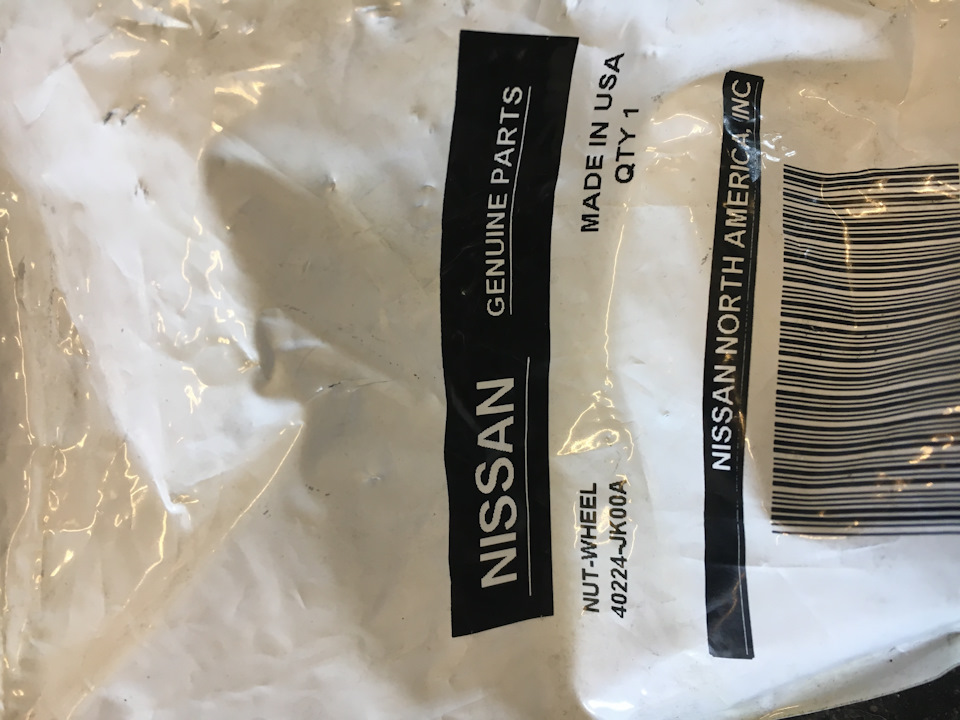 NISSAN GENUINE PARTS
NUT-WHEEL MADE IN USA
40224-JK00A QTY 1
NISSAN NORTH AMERICA, INC